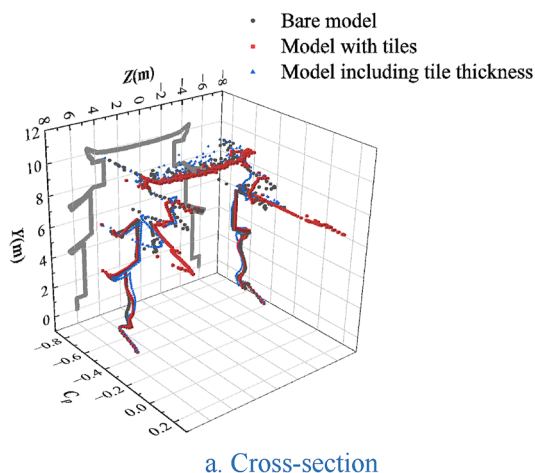 Bare model
Model with tiles
Model including tile thickness
Z(m)
8 6 4 2 0 -2 -4 -6 -8
12
10
8
6
4
2
0
Y(m)
-0.8
-0.6
-0.4
-0.2
0.0
0.2
Cp
a. Cross-section